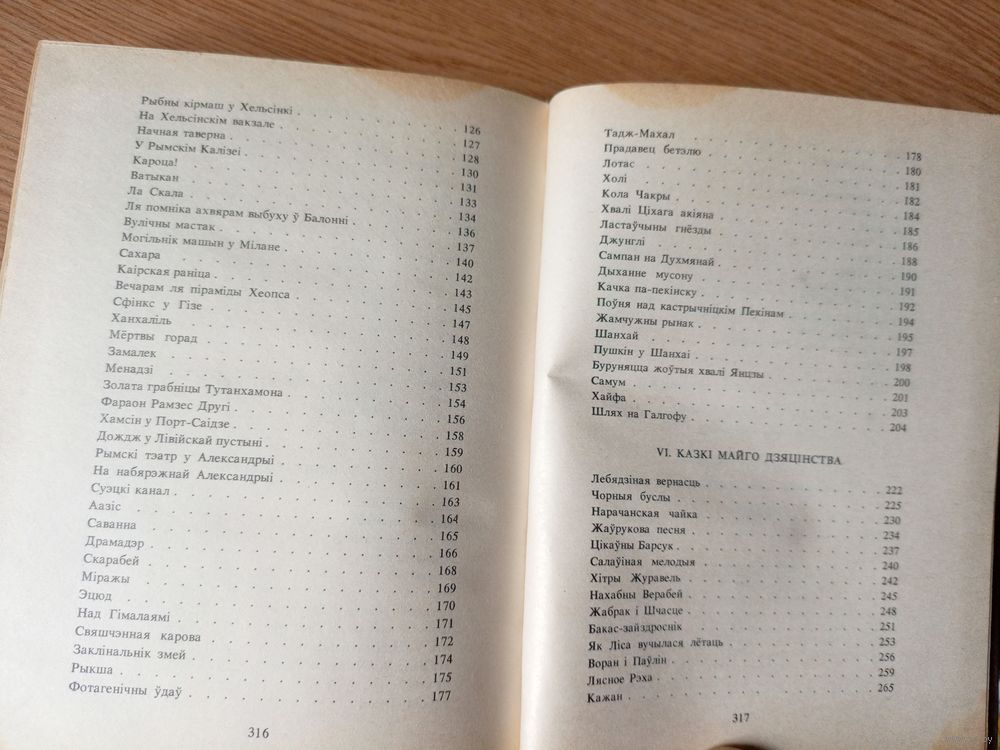 Рыбны кірмаш у Хельсінкі . . . . . . 126
На Хельсінскім вакзале . . . . . . 127
Начная таверна . . . . . . 128
У Рымскім Калізеі . . . . . . 130
Кароца! . . . . . . 131
Ватыкан . . . . . . 133
Ла Скала . . . . . . 134
Ля помніка ахвярам выбуху ў Балонні . . . . . . 136
Вулічны мастак . . . . . . 137
Могільнік машын у Мілане . . . . . . 140
Сахара . . . . . . 142
Каірская раніца . . . . . . 143
Вечарам ля піраміды Хеопса . . . . . . 145
Сфінкс у Гізе . . . . . . 147
Ханхаліль . . . . . . 148
Мёртвы горад . . . . . . 149
Замалек . . . . . . 151
Менадзі . . . . . . 153
Золата грабніцы Тутанхамона . . . . . . 154
Фараон Рамзес Другі . . . . . . 156
Хамсін у Порт-Саідзе . . . . . . 158
Дождж у Лівійскай пустыні . . . . . . 159
Рымскі тэатр у Александрыі . . . . . . 160
На набярэжнай Александрыі . . . . . . 161
Суэцкі канал . . . . . . 163
Аазіс . . . . . . 164
Саванна . . . . . . 165
Драмадэр . . . . . . 166
Скарабей . . . . . . 168
Міражы . . . . . . 169
Эцюд . . . . . . 170
Над Гімалаямі . . . . . . 171
Свяшчэнная карова . . . . . . 172
Заклінальнік змей . . . . . . 174
Рыкша . . . . . . 175
Фотагенічны ўдаў . . . . . . 177
316
Тадж-Махал . . . . . . 178
Прадавец бетэлю . . . . . . 180
Лотас . . . . . . 181
Холі . . . . . . 182
Кола Чакры . . . . . . 184
Хвалі Ціхага акіяна . . . . . . 185
Ластаўчыны гнёзды . . . . . . 186
Джунглі . . . . . . 188
Сампан на Духмянай . . . . . . 190
Дыханне мусону . . . . . . 191
Качка па-пекінску . . . . . . 192
Поўня над кастрычніцкім Пекінам . . . . . . 194
Жамчужны рынак . . . . . . 195
Шанхай . . . . . . 197
Пушкін у Шанхаі . . . . . . 198
Буруняцца жоўтыя хвалі Янцзы . . . . . . 200
Самум . . . . . . 201
Хайфа . . . . . . 203
Шлях на Галгофу . . . . . . 204
VI. КАЗКІ МАЙГО ДЗЯЦІНСТВА
Лебядзіная вернасць . . . . . . 222
Чорныя буслы . . . . . . 225
Нарачанская чайка . . . . . . 230
Жаўрукова песня . . . . . . 234
Цікаўны Барсук . . . . . . 237
Салаўіная мелодыя . . . . . . 240
Хітры Журавель . . . . . . 242
Нахабны Верабей . . . . . . 245
Жабрак і Шчасце . . . . . . 248
Бакас-зайздроснік . . . . . . 251
Як Ліса вучылася лётаць . . . . . . 253
Воран і Паўлін . . . . . . 256
Лясное Рэха . . . . . . 259
Кажан . . . . . . 265
317